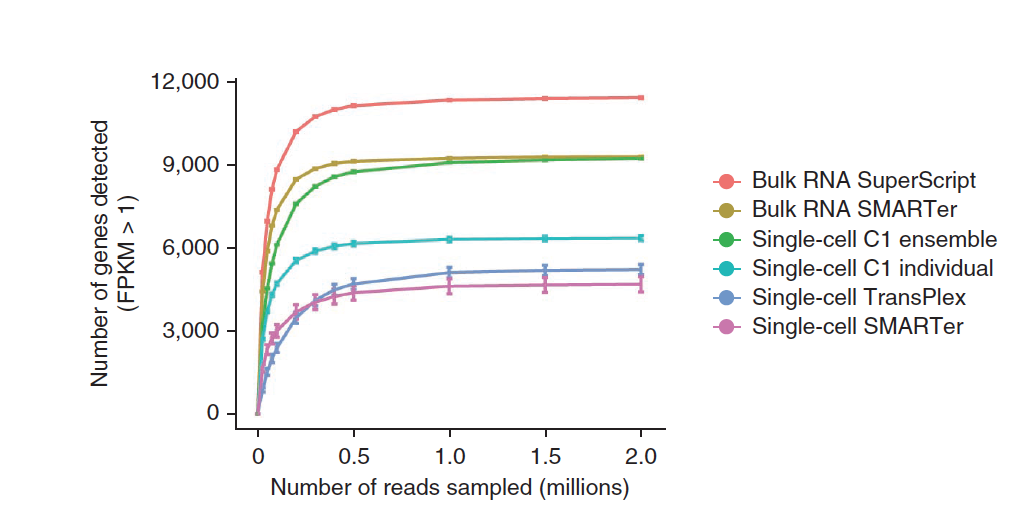 Number of genes detected
(FPKM > 1)
12,000
9,000
6,000
3,000
0
0 0.5 1.0 1.5 2.0
Number of reads sampled (millions)
Bulk RNA SuperScript
Bulk RNA SMARTer
Single-cell C1 ensemble
Single-cell C1 individual
Single-cell TransPlex
Single-cell SMARTer